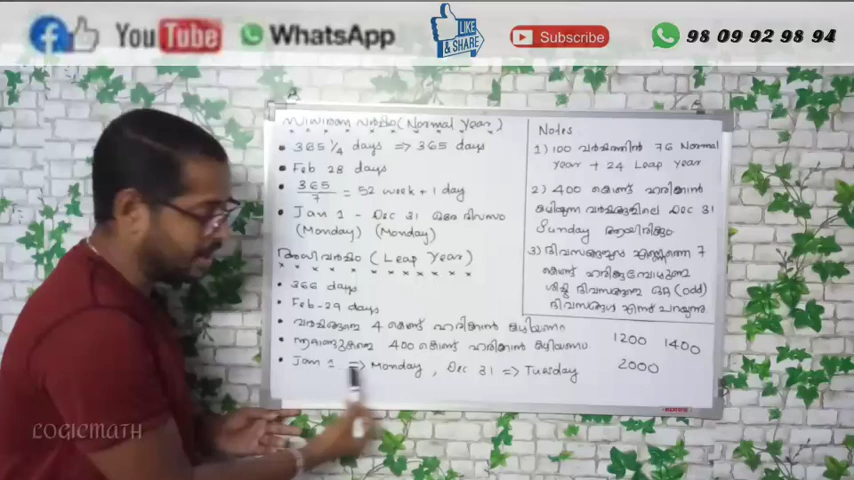 You Tube
WhatsApp
LIKE
& SHARE
Subscribe
98 09 92 98 94
സാധാരണ വർഷം (Normal Year)
• 365 1/4 days ⇒ 365 days
• Feb 28 days
• 365/7 = 52 week + 1 day
• Jan 1 - Dec 31 ഒരേ ദിവസം
(Monday) (Monday)
അധിവർഷം (Leap Year)
• 366 days
• Feb - 29 days
• വർഷങ്ങളെ 4 കൊണ്ട് ഹരിക്കാൻ കഴിയണം
• നൂറ്റാണ്ടുകളെ 400 കൊണ്ട് ഹരിക്കാൻ കഴിയണം
• Jan 1 ⇒ Monday, Dec 31 ⇒ Tuesday
Notes
1) 100 വർഷത്തിൽ 76 Normal
Year + 24 Leap Year
2) 400 കൊണ്ട് ഹരിക്കാൻ
കഴിയുന്ന വർഷങ്ങളിലെ Dec 31
Sunday ആയിരിക്കും
3) ദിവസങ്ങളുടെ എണ്ണത്തെ 7
കൊണ്ട് ഹരിക്കുമ്പോഴുള്ള
ശിഷ്ട ദിവസങ്ങളെ ഒറ്റ (odd)
ദിവസങ്ങൾ എന്ന് പറയുന്നു
1200 1400
2000
LOGICMATH